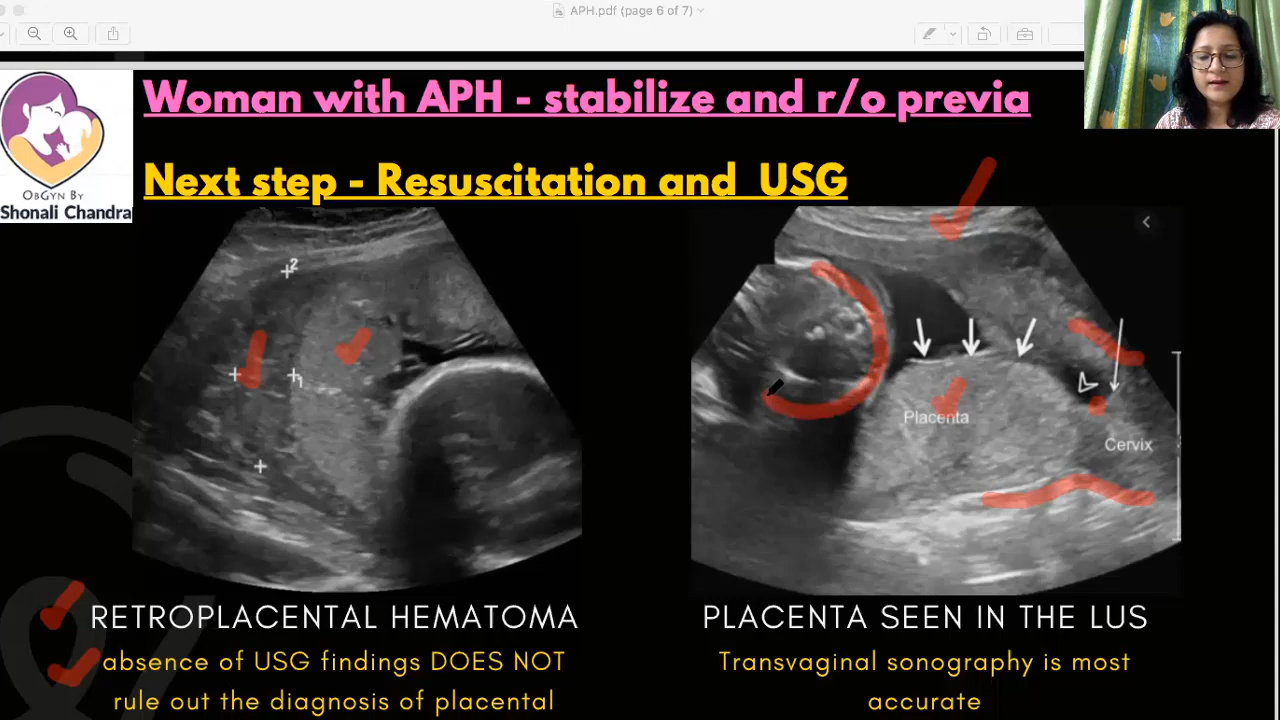 APH.pdf (page 6 of 7)
Woman with APH - stabilize and r/o previa
Next step - Resuscitation and USG
OBGYN BY
Shonali Chandra
2
1
Placenta
Cervix
RETROPLACENTAL HEMATOMA
absence of USG findings DOES NOT
rule out the diagnosis of placental
PLACENTA SEEN IN THE LUS
Transvaginal sonography is most
accurate